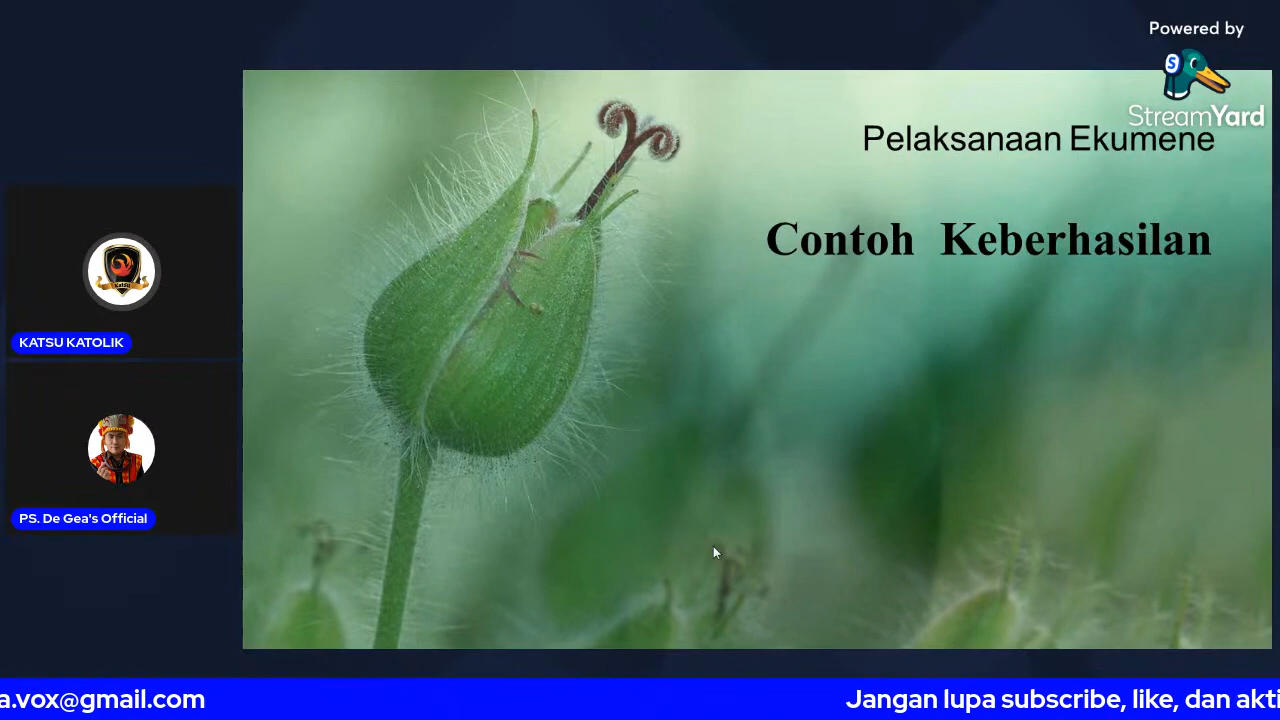 Powered by
StreamYard
Pelaksanaan Ekumene
Contoh Keberhasilan
KATSU KATOLIK
PS. De Gea's Official
a.vox@gmail.com
Jangan lupa subscribe, like, dan akti